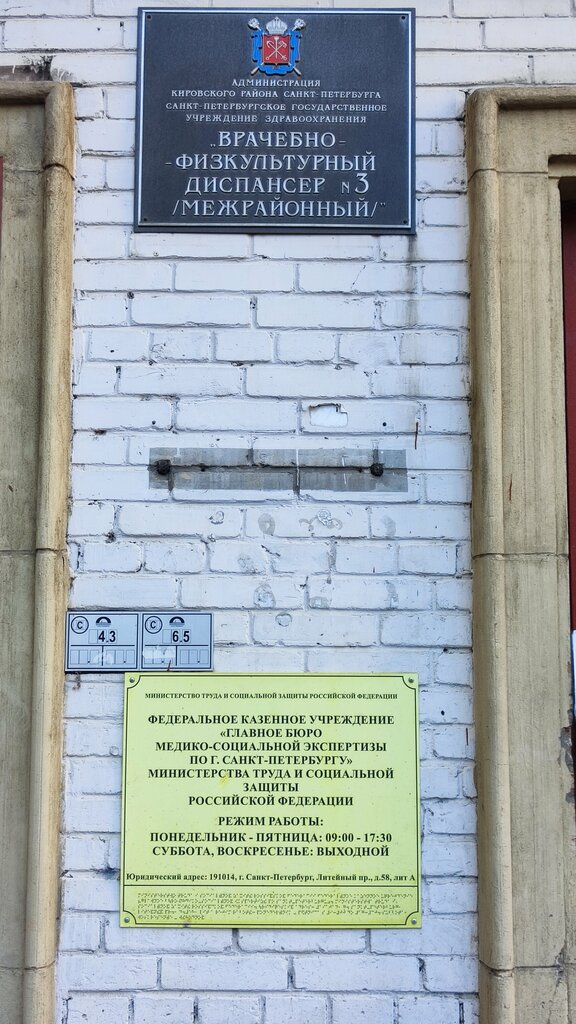 АДМИНИСТРАЦИЯ
КИРОВСКОГО РАЙОНА САНКТ-ПЕТЕРБУРГА
САНКТ-ПЕТЕРБУРГСКОЕ ГОСУДАРСТВЕННОЕ
УЧРЕЖДЕНИЕ ЗДРАВООХРАНЕНИЯ
„ВРАЧЕБНО-
-ФИЗКУЛЬТУРНЫЙ
ДИСПАНСЕР N 3
/МЕЖРАЙОННЫЙ/"
С 4.3 С 6.5
МИНИСТЕРСТВО ТРУДА И СОЦИАЛЬНОЙ ЗАЩИТЫ РОССИЙСКОЙ ФЕДЕРАЦИИ
ФЕДЕРАЛЬНОЕ КАЗЕННОЕ УЧРЕЖДЕНИЕ
«ГЛАВНОЕ БЮРО
МЕДИКО-СОЦИАЛЬНОЙ ЭКСПЕРТИЗЫ
ПО Г. САНКТ-ПЕТЕРБУРГУ»
МИНИСТЕРСТВА ТРУДА И СОЦИАЛЬНОЙ
ЗАЩИТЫ
РОССИЙСКОЙ ФЕДЕРАЦИИ
РЕЖИМ РАБОТЫ:
ПОНЕДЕЛЬНИК - ПЯТНИЦА: 09:00 - 17:30
СУББОТА, ВОСКРЕСЕНЬЕ: ВЫХОДНОЙ
Юридический адрес: 191014, г. Санкт-Петербург, Литейный пр., д.58, лит А